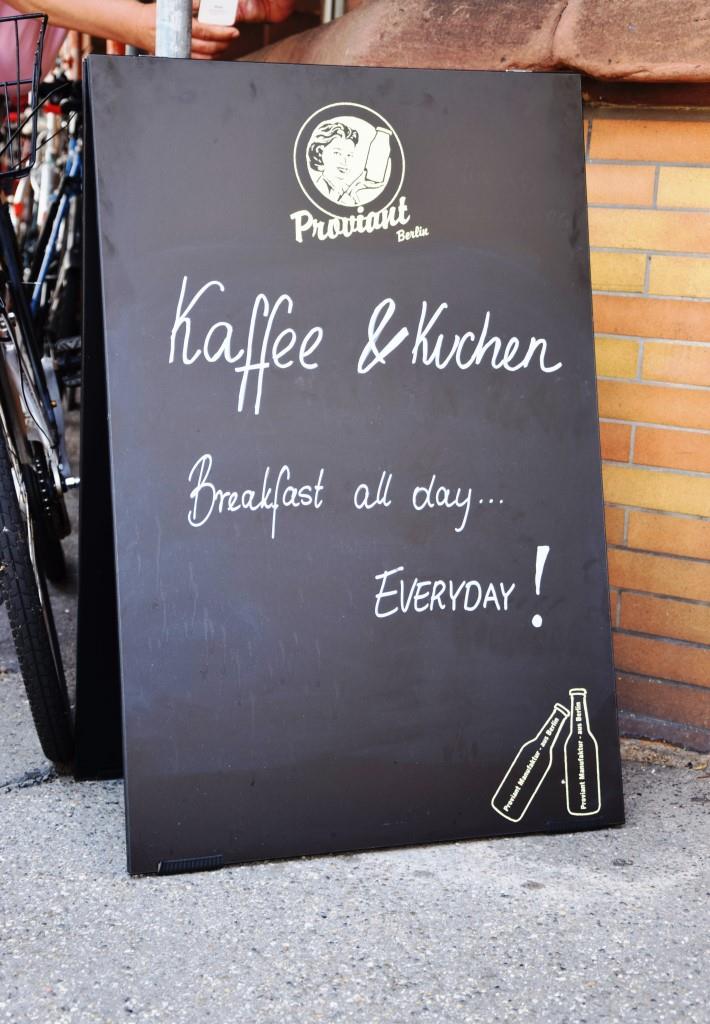 Proviant
Berlin
Kaffee & Kuchen
Breakfast all day...
EVERYDAY!
Proviant Manufaktur - aus Berlin
Proviant Manufaktur - aus Berlin